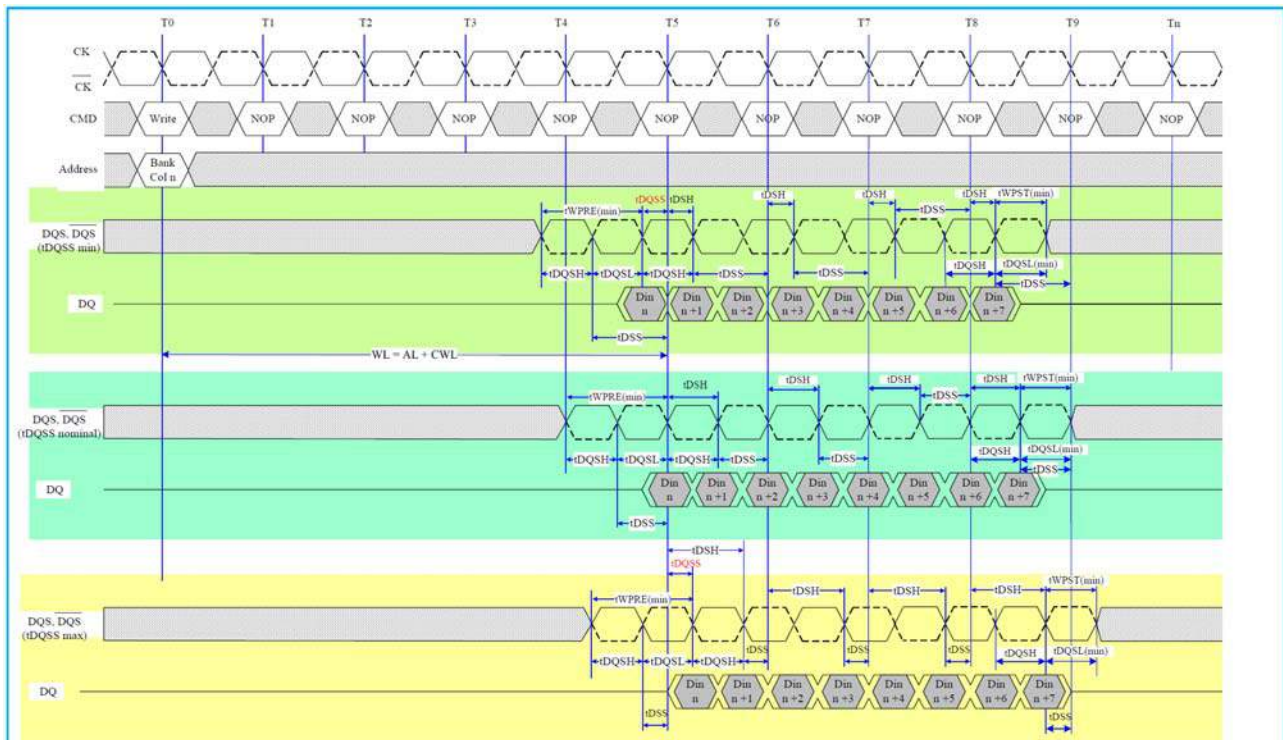 T0 T1 T2 T3 T4 T5 T6 T7 T8 T9 Tn
CK
CK
CMD Write NOP NOP NOP NOP NOP NOP NOP NOP NOP NOP
Address Bank
Col n
tDQSS tDSH tDSH tDSH tDSH tWPST(min)
tWPRE(min) tDSS
DQS, DQS
(tDQSS min)
tDQSH tDQSL tDQSH tDSS tDSS tDQSH tDQSL(min)
tDSS
DQ Din Din Din Din Din Din Din Din
n n +1 n +2 n +3 n +4 n +5 n +6 n +7
tDSS
WL = AL + CWL
tDSH tDSH tDSH tDSH tWPST(min)
tWPRE(min) tDSS
DQS, DQS
(tDQSS nominal)
tDQSH tDQSL tDQSH tDSS tDSS tDQSH tDQSL(min)
tDSS
DQ Din Din Din Din Din Din Din Din
n n +1 n +2 n +3 n +4 n +5 n +6 n +7
tDSS
tDSH
tDQSS
tWPRE(min) tDSH tDSH tDSH tWPST(min)
DQS, DQS
(tDQSS max)
tDSS tDSS tDSS
tDQSH tDQSL tDQSH tDQSH tDQSL(min)
DQ Din Din Din Din Din Din Din Din
n n +1 n +2 n +3 n +4 n +5 n +6 n +7
tDSS tDSS